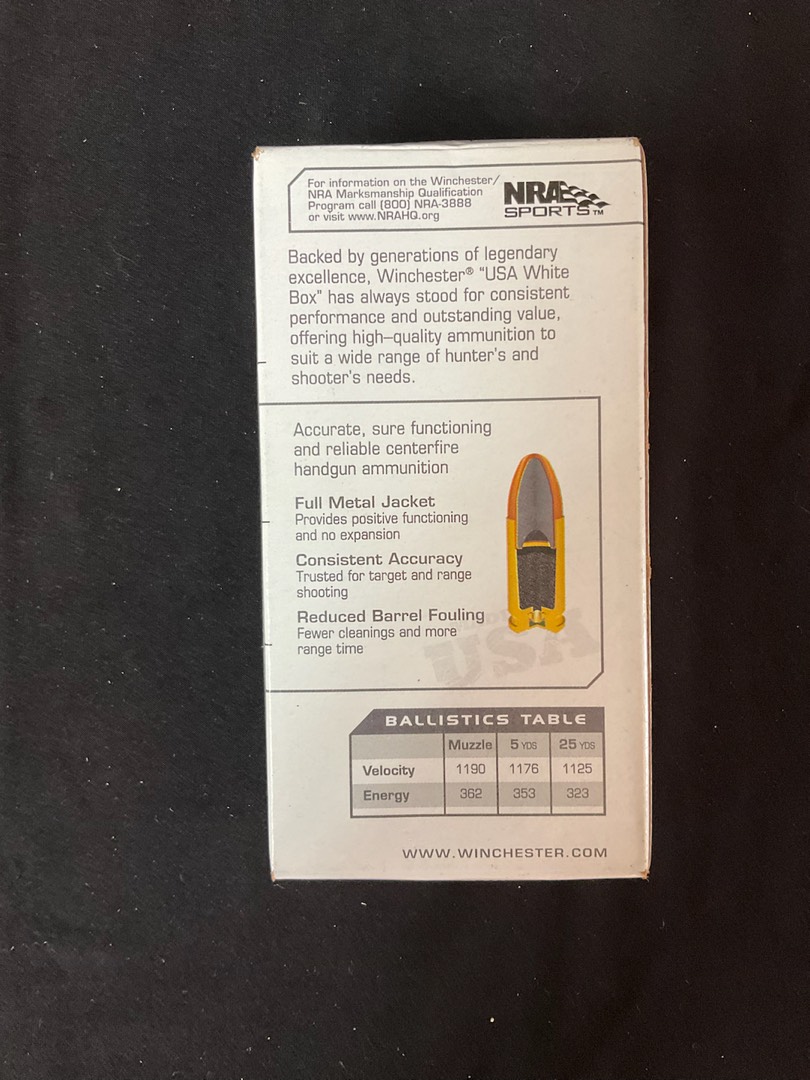 For information on the Winchester/
NRA Marksmanship Qualification
Program call (800) NRA-3888
or visit www.NRAHQ.org
NRA
SPORTS™
Backed by generations of legendary
excellence, Winchester® "USA White
Box" has always stood for consistent
performance and outstanding value,
offering high-quality ammunition to
suit a wide range of hunter's and
shooter's needs.
Accurate, sure functioning
and reliable centerfire
handgun ammunition
Full Metal Jacket
Provides positive functioning
and no expansion
Consistent Accuracy
Trusted for target and range
shooting
Reduced Barrel Fouling
Fewer cleanings and more
range time
USA
BALLISTICS TABLE
Muzzle 5 YDS 25 YDS
Velocity 1190 1176 1125
Energy 362 353 323
WWW.WINCHESTER.COM